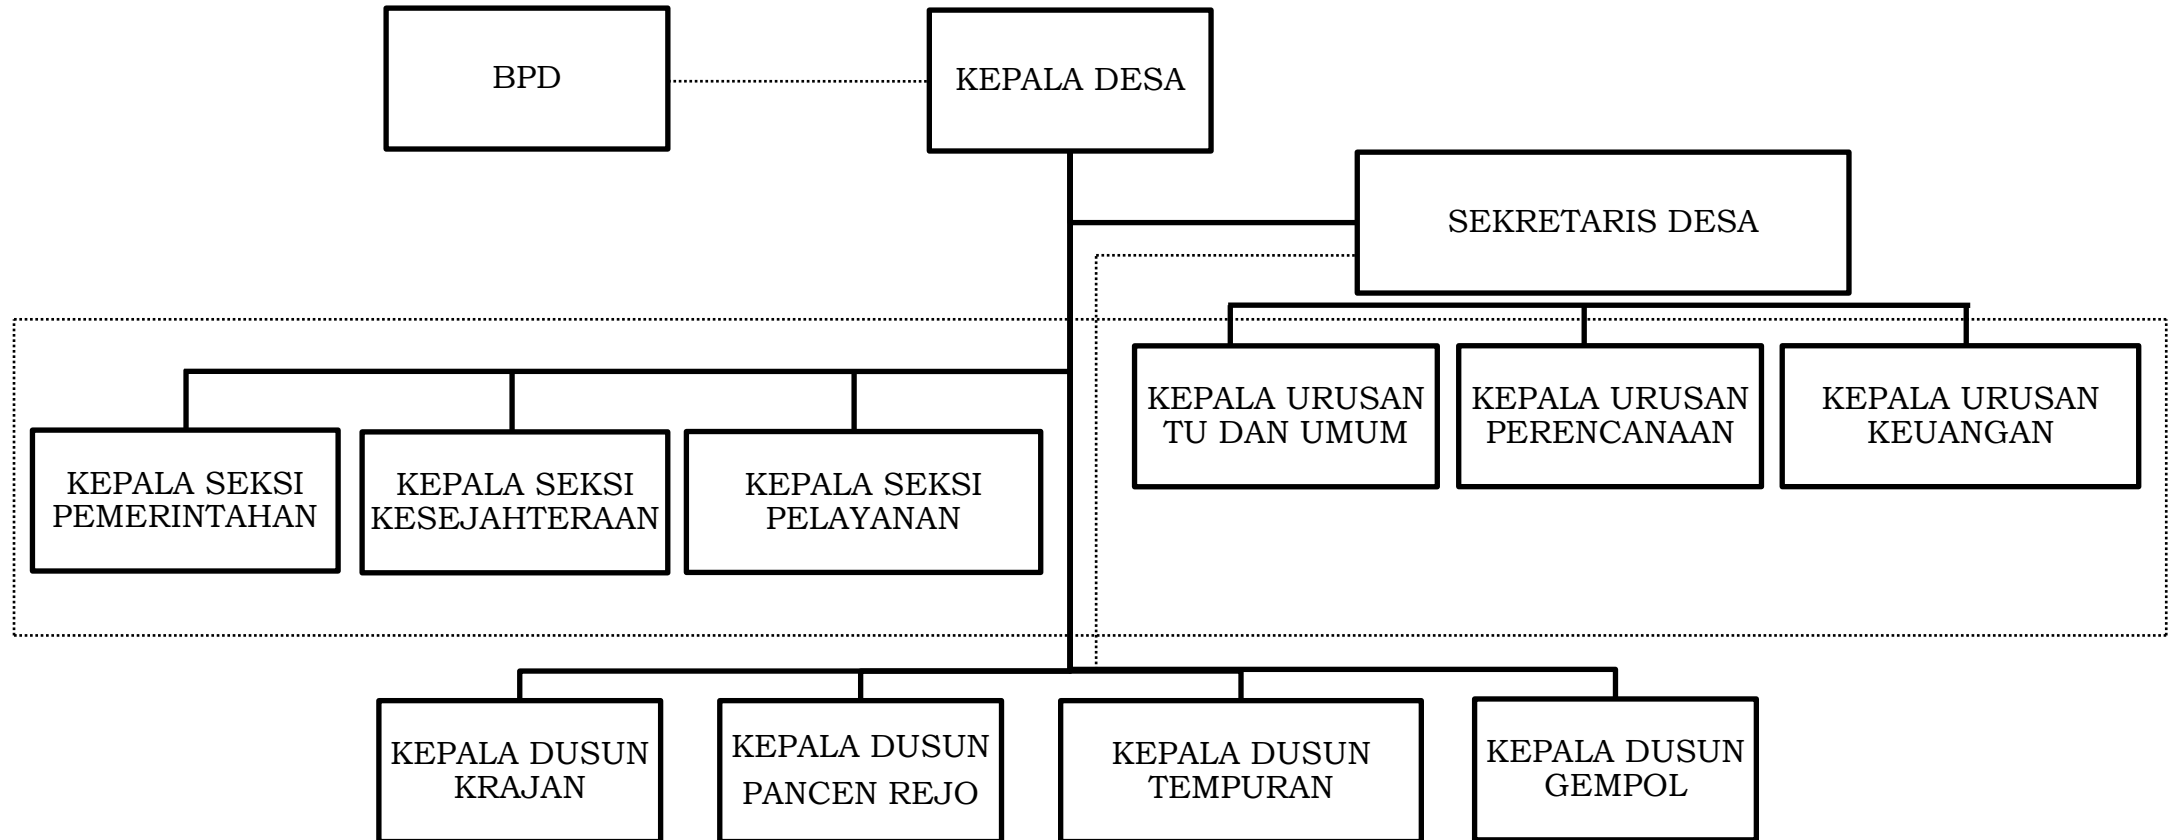 BPD
KEPALA DESA
SEKRETARIS DESA
KEPALA URUSAN
TU DAN UMUM
KEPALA URUSAN
PERENCANAAN
KEPALA URUSAN
KEUANGAN
KEPALA SEKSI
PEMERINTAHAN
KEPALA SEKSI
KESEJAHTERAAN
KEPALA SEKSI
PELAYANAN
KEPALA DUSUN
KRAJAN
KEPALA DUSUN
PANCEN REJO
KEPALA DUSUN
TEMPURAN
KEPALA DUSUN
GEMPOL